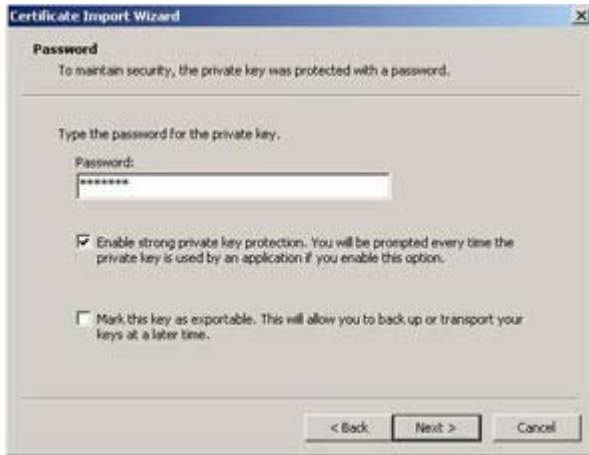 Certificate Import Wizard
Password
To maintain security, the private key was protected with a password.
Type the password for the private key.
Password:
*******
Enable strong private key protection. You will be prompted every time the
private key is used by an application if you enable this option.
Mark this key as exportable. This will allow you to back up or transport your
keys at a later time.
< Back Next > Cancel